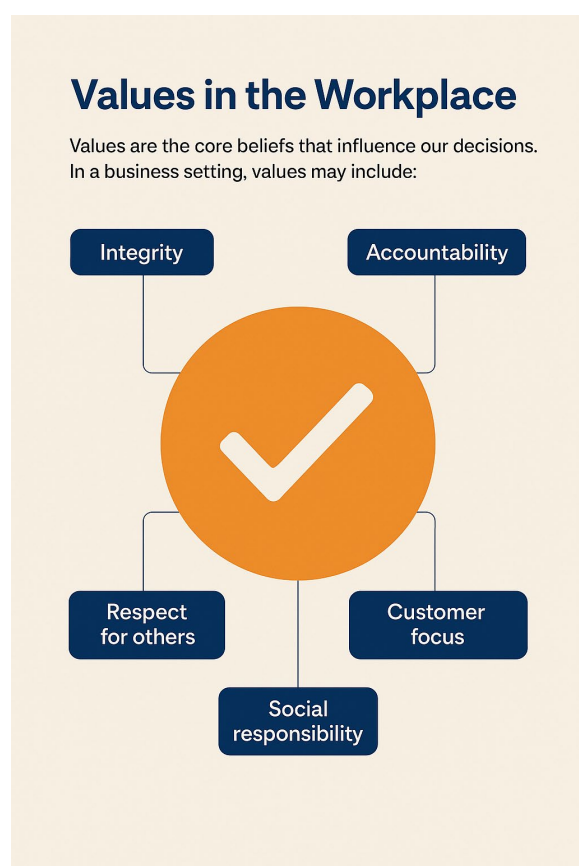 Values in the Workplace
Values are the core beliefs that influence our decisions.
In a business setting, values may include:
Integrity
Accountability
Respect
for others
Customer
focus
Social
responsibility